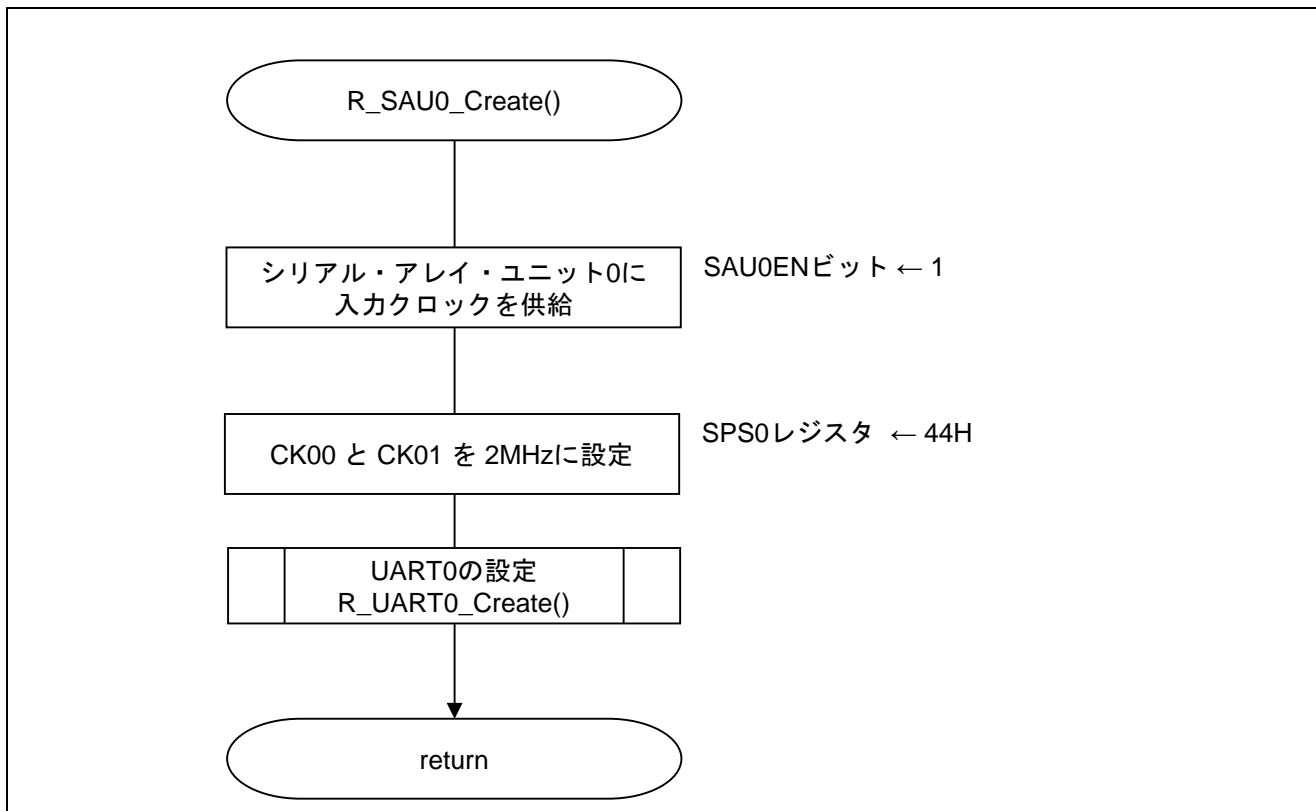 R_SAU0_Create()
シリアル・アレイ・ユニット0に
入力クロックを供給
SAU0ENビット ← 1
CK00 と CK01 を 2MHzに設定
SPS0レジスタ ← 44H
UART0の設定
R_UART0_Create()
return